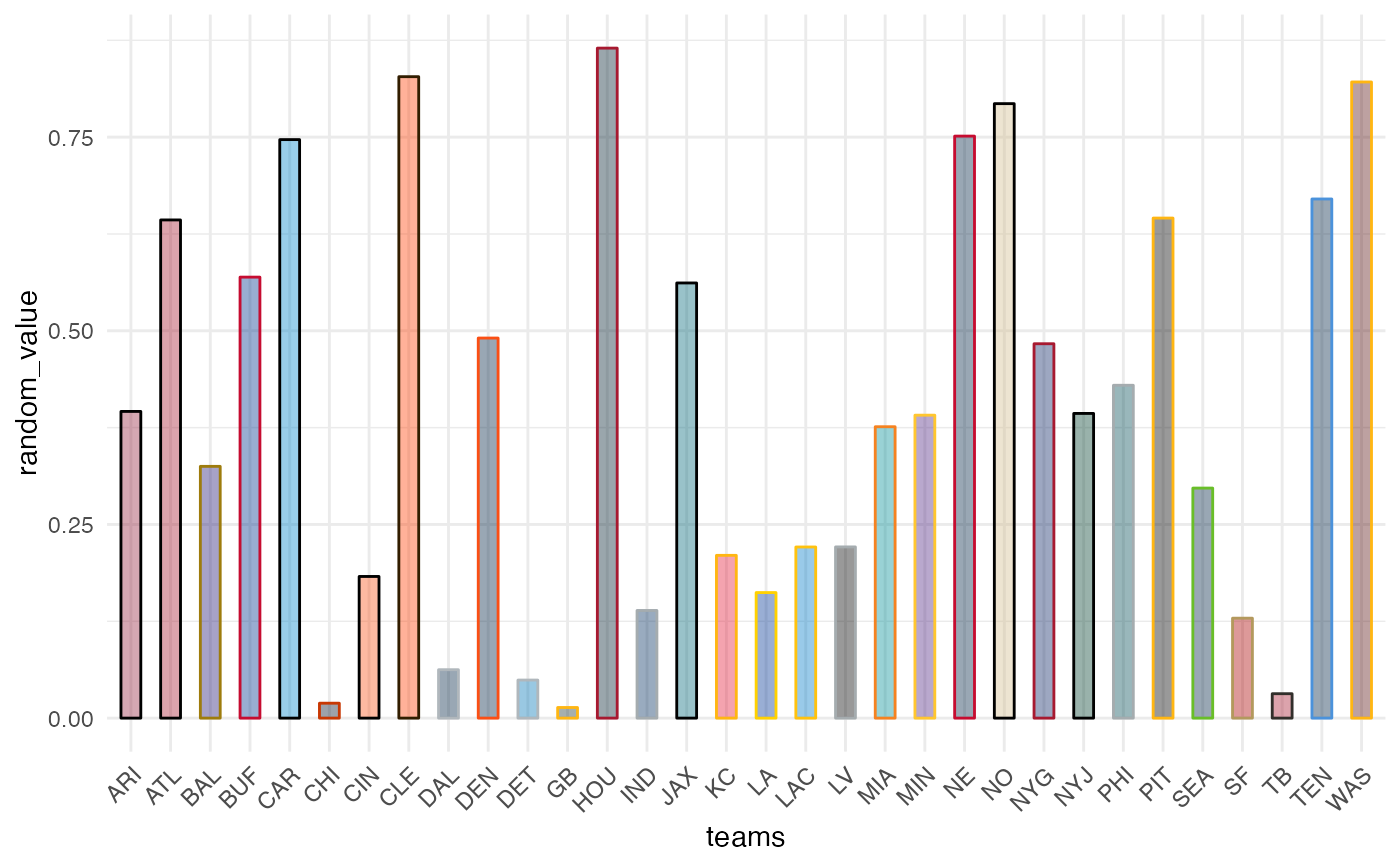 random_value
0.75
0.50
0.25
0.00
ARI ATL BAL BUF CAR CHI CIN CLE DAL DEN DET GB HOU IND JAX KC LA LAC LV MIA MIN NE NO NYG NYJ PHI PIT SEA SF TB TEN WAS
teams